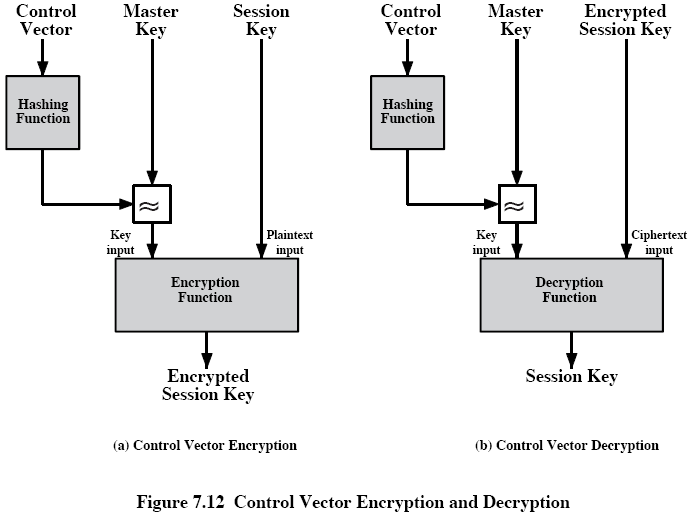 Control
Vector
Master
Key
Session
Key
Hashing
Function
≈
Key
input
Plaintext
input
Encryption
Function
Encrypted
Session Key
(a) Control Vector Encryption
Control
Vector
Master
Key
Encrypted
Session Key
Hashing
Function
≈
Key
input
Ciphertext
input
Decryption
Function
Session Key
(b) Control Vector Decryption
Figure 7.12 Control Vector Encryption and Decryption